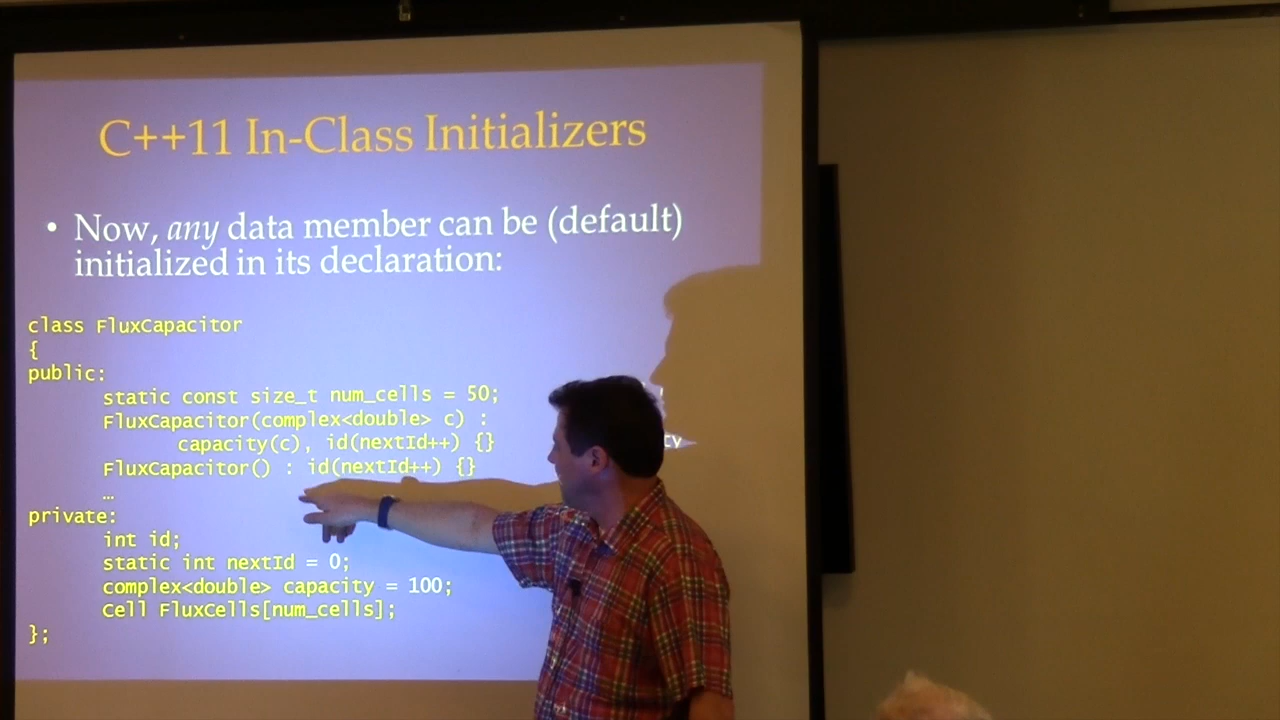 C++11 In-Class Initializers
• Now, any data member can be (default)
initialized in its declaration:
class FluxCapacitor
{
public:
static const size_t num_cells = 50;
FluxCapacitor(complex<double> c) :
capacity(c), id(nextId++) {}
FluxCapacitor() : id(nextId++) {}
…
private:
int id;
static int nextId = 0;
complex<double> capacity = 100;
Cell FluxCells[num_cells];
};